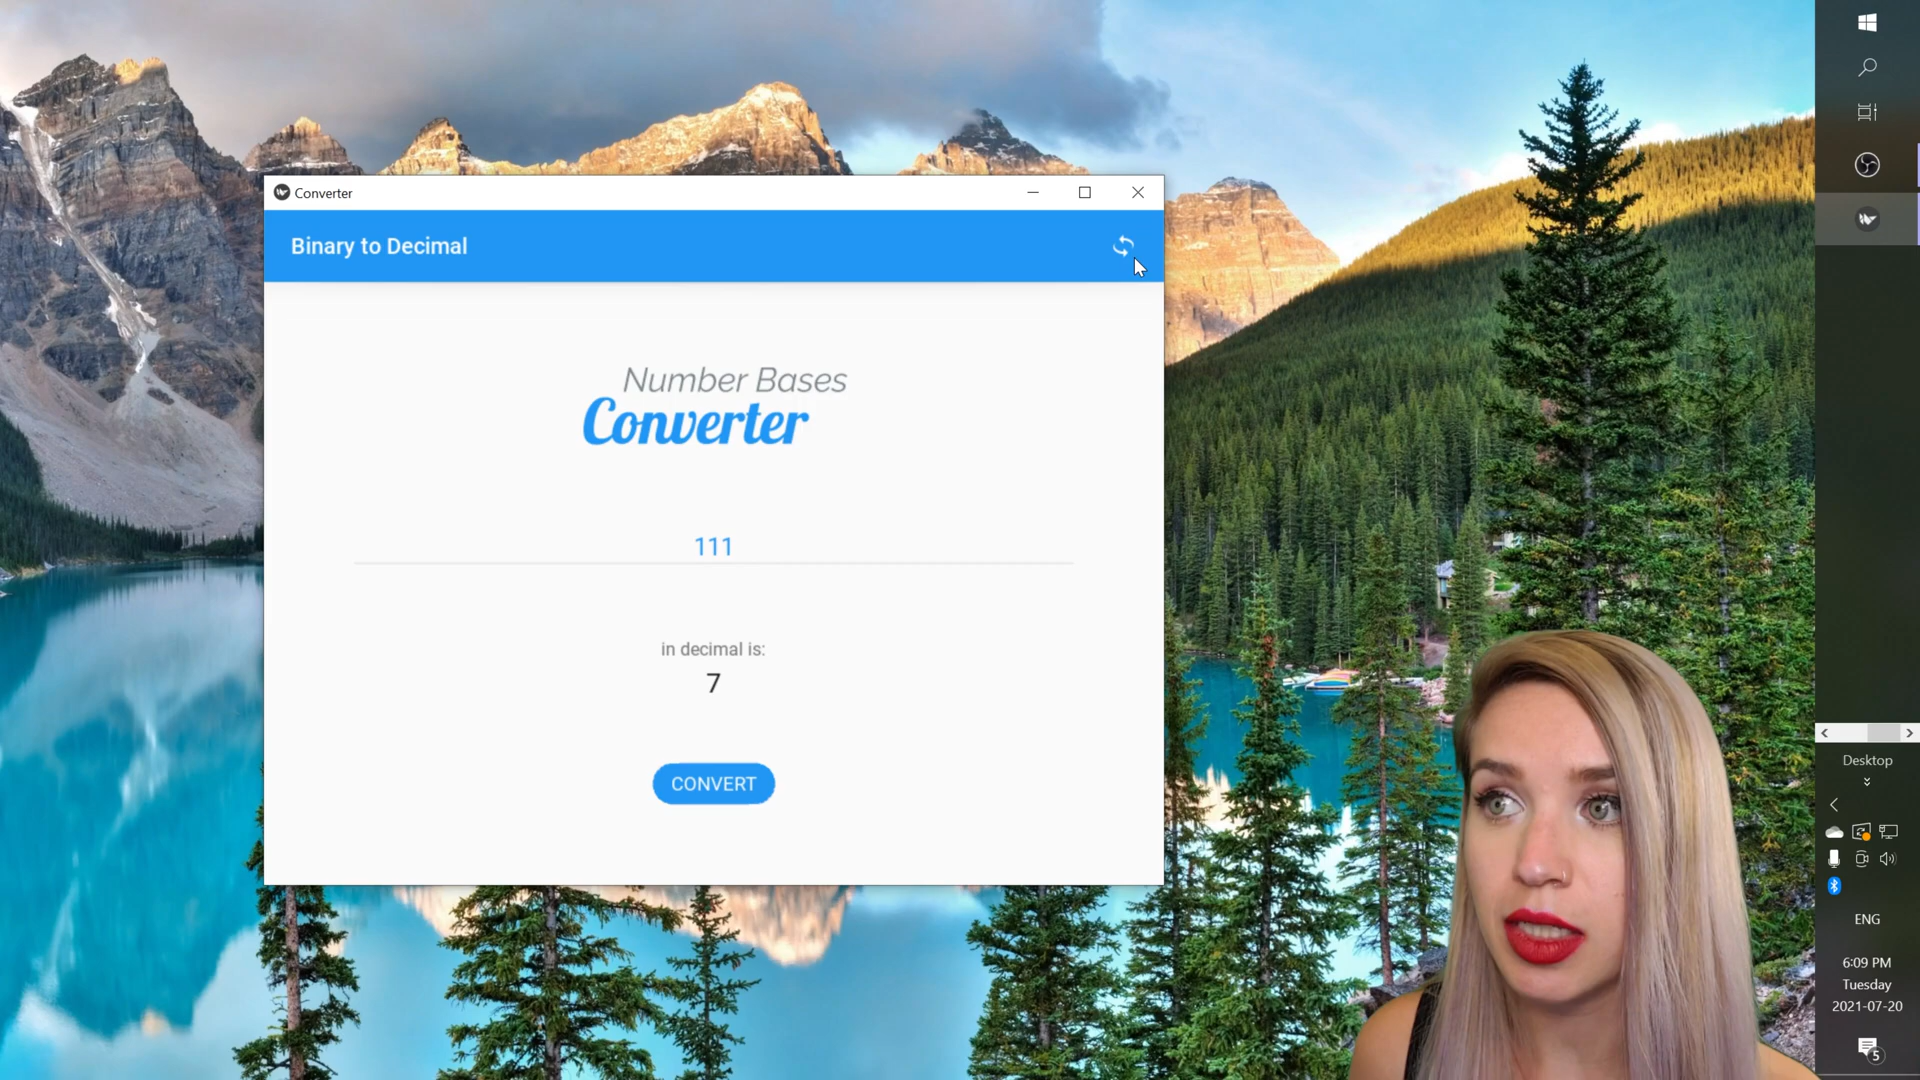 Converter
Binary to Decimal
Number Bases
Converter
111
in decimal is:
7
CONVERT
Desktop
ENG
6:09 PM
Tuesday
2021-07-20
5